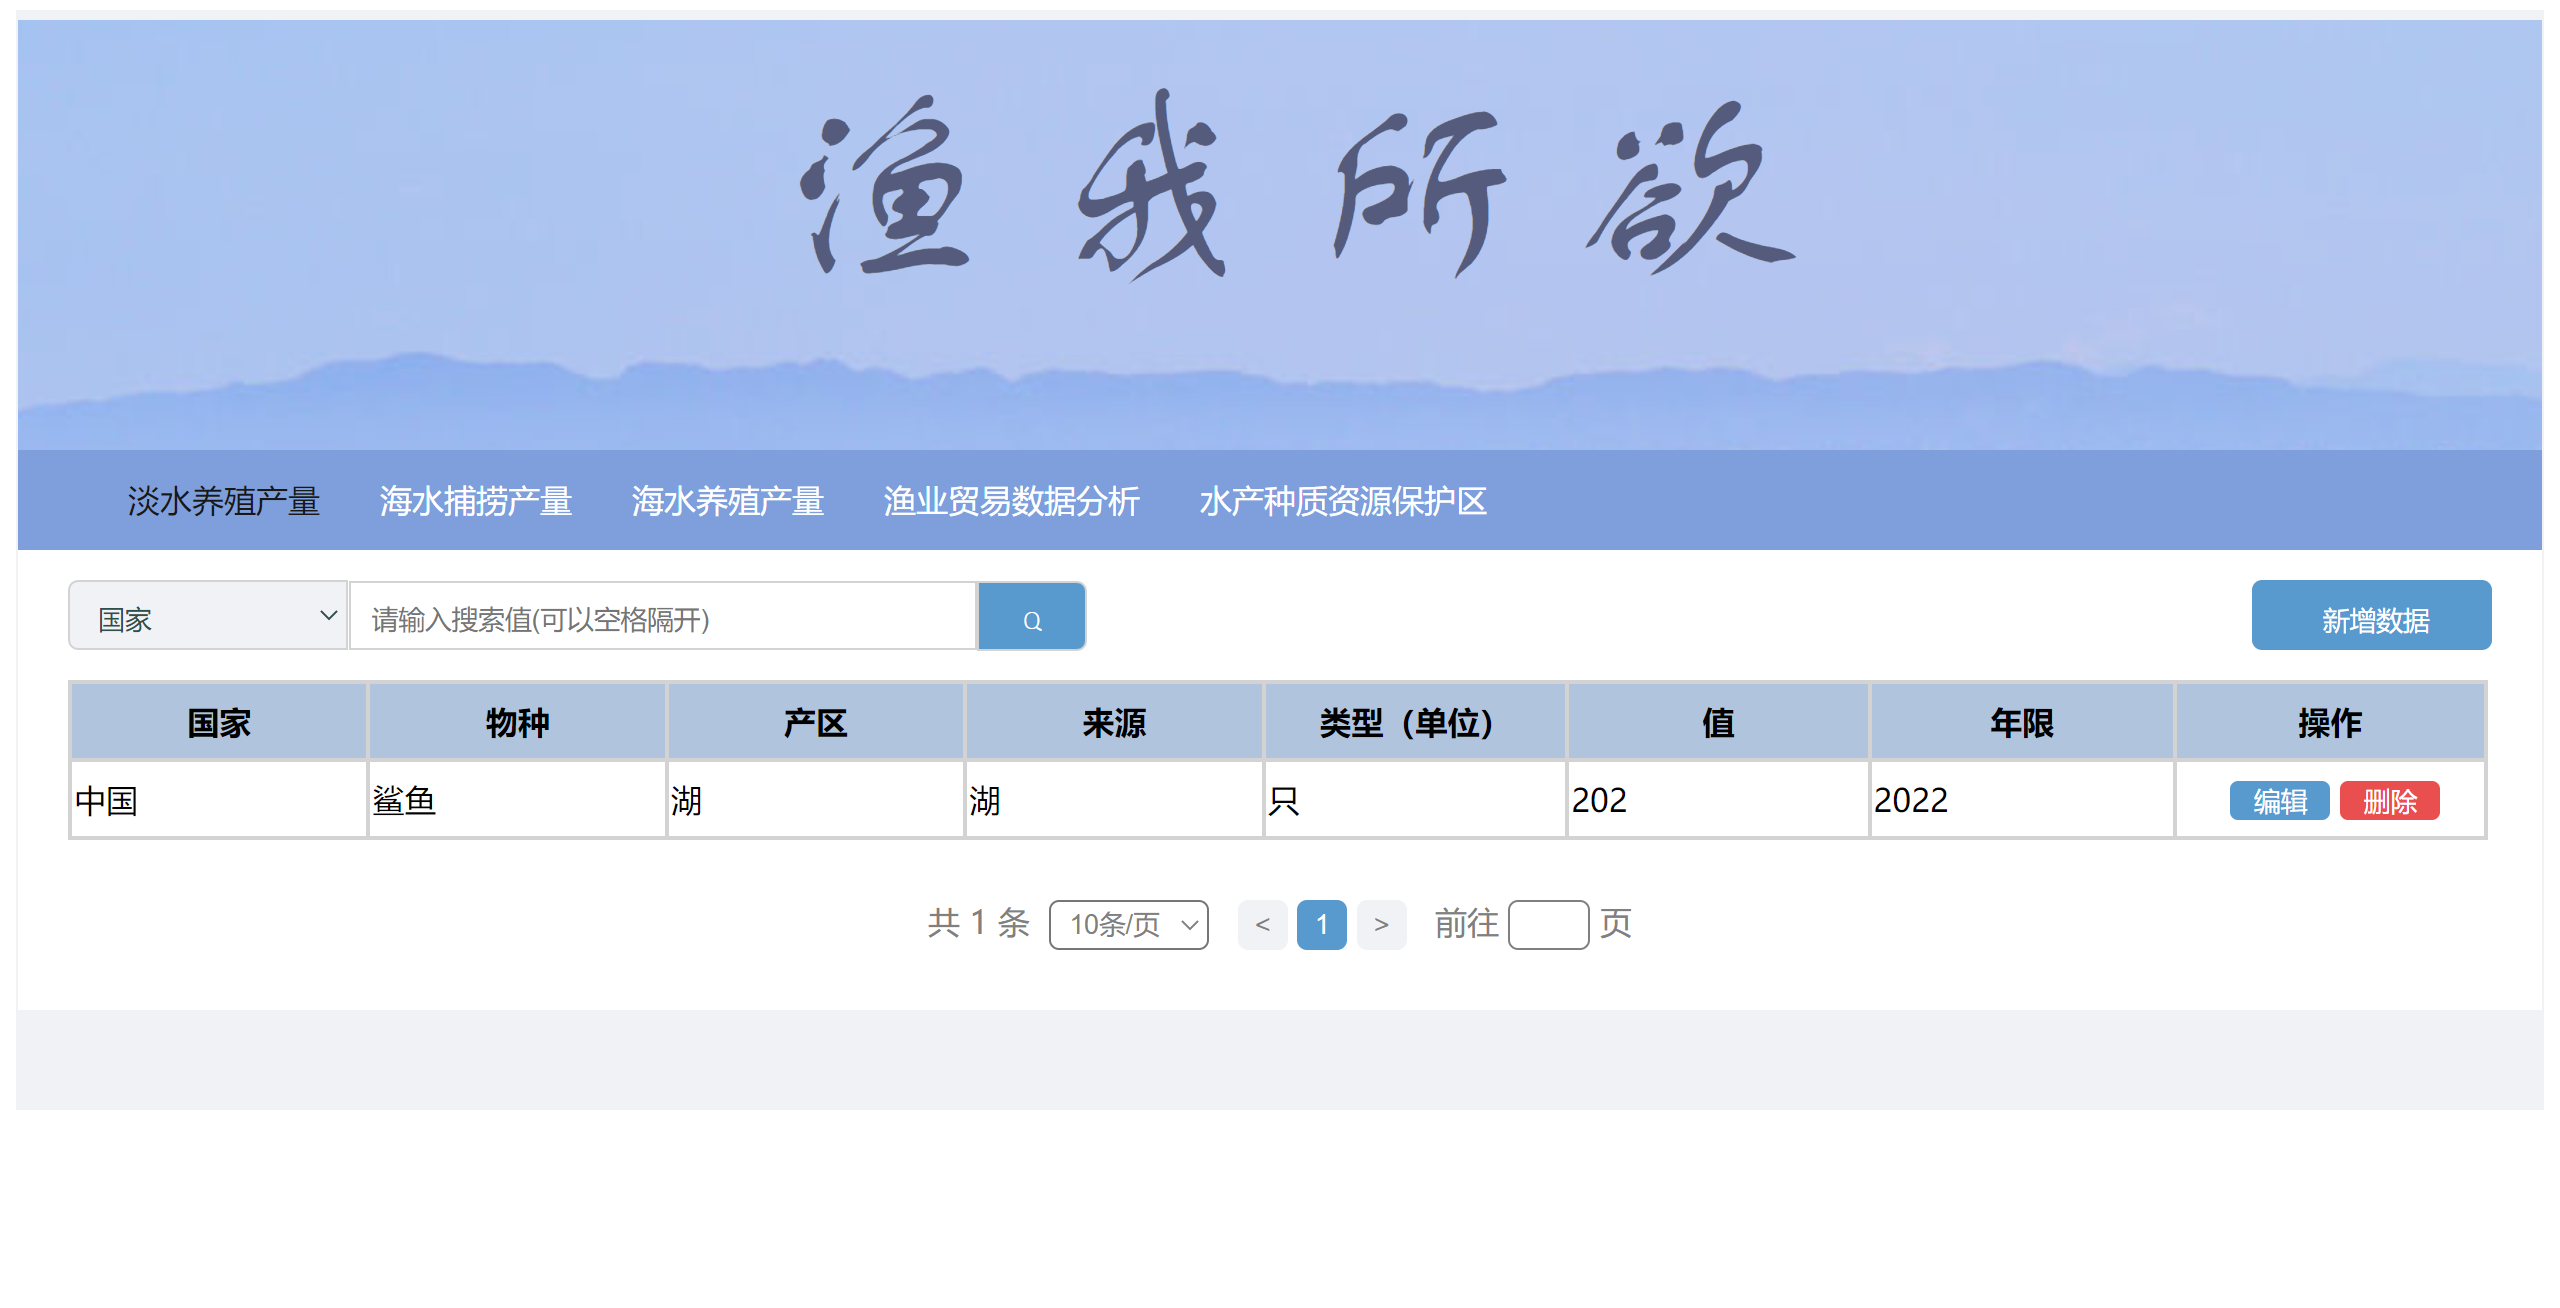 渔我所欲
淡水养殖产量 海水捕捞产量 海水养殖产量 渔业贸易数据分析 水产种质资源保护区
国家 请输入搜索值(可以空格隔开) Q 新增数据
国家 物种 产区 来源 类型（单位） 值 年限 操作
中国 鲨鱼 湖 湖 只 202 2022 编辑 删除
共 1 条 10条/页 < 1 > 前往 页